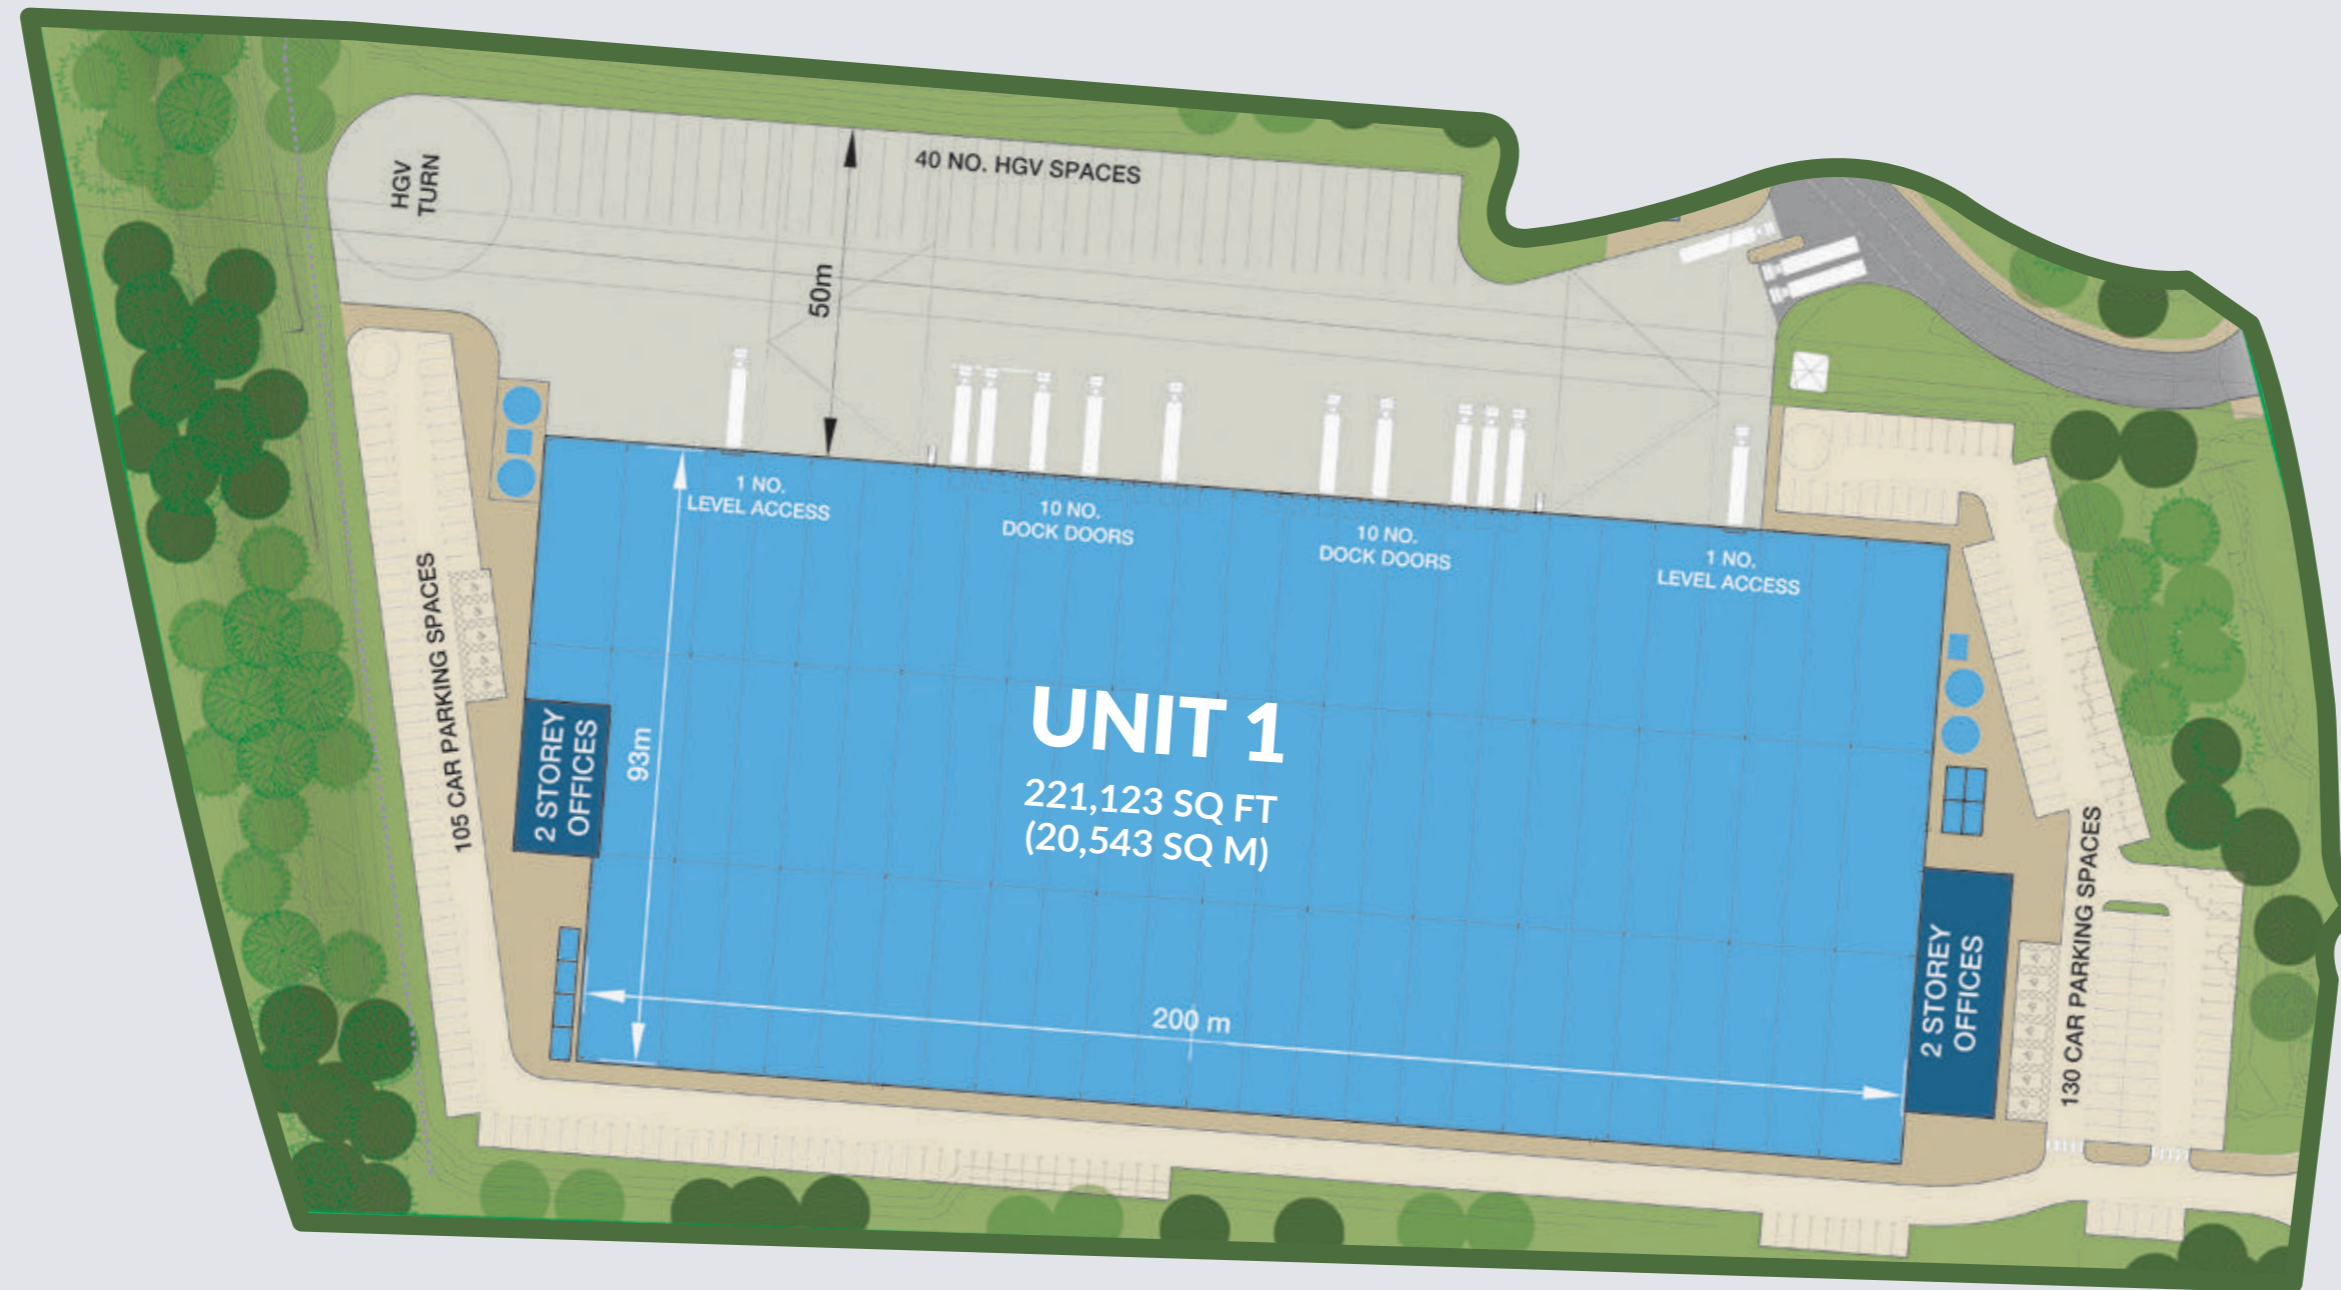 HGV
TURN
40 NO. HGV SPACES
50m
1 NO.
LEVEL ACCESS
10 NO.
DOCK DOORS
10 NO.
DOCK DOORS
1 NO.
LEVEL ACCESS
105 CAR PARKING SPACES
2 STOREY
OFFICES
93m
UNIT 1
221,123 SQ FT
(20,543 SQ M)
200 m
2 STOREY
OFFICES
130 CAR PARKING SPACES